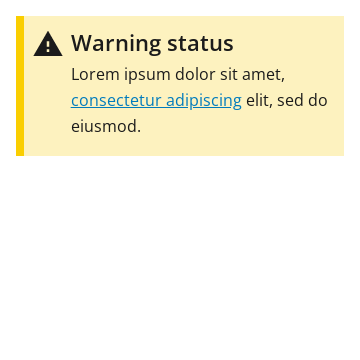 Warning status
Lorem ipsum dolor sit amet,
consectetur adipiscing elit, sed do
eiusmod.